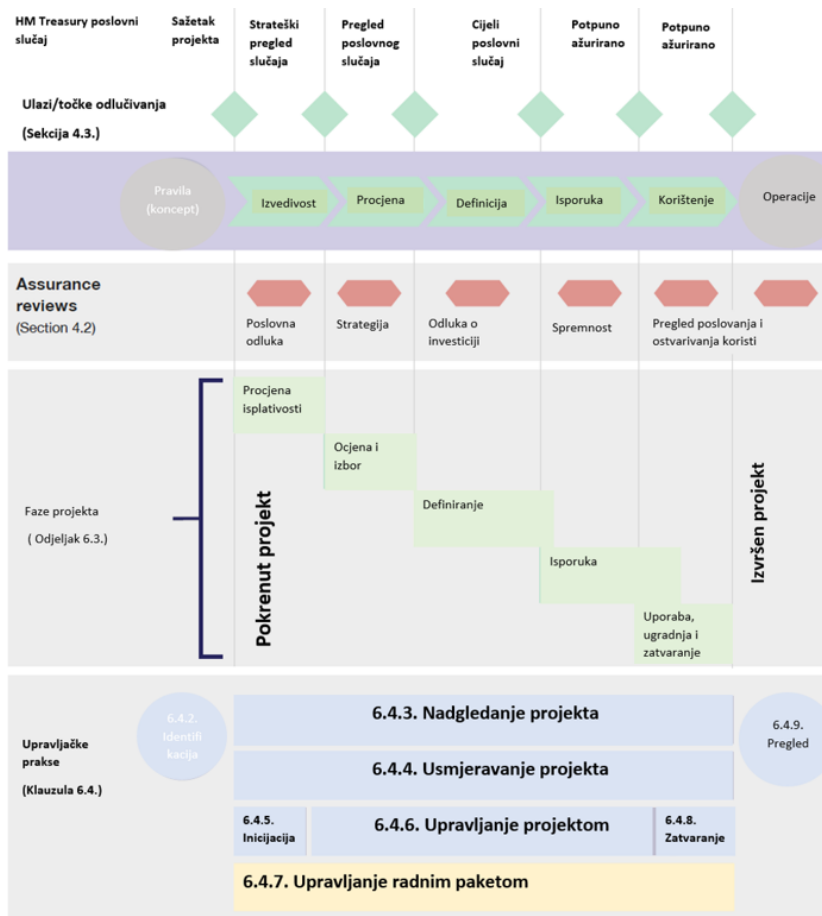 HM Treasury poslovni
slučaj
Sažetak
projekta
Strateški
pregled
slučaja
Pregled
poslovnog
slučaja
Cijeli
poslovni
slučaj
Potpuno
ažurirano
Potpuno
ažurirano
Ulazi/točke odlučivanja
(Sekcija 4.3.)
Pravila
(koncept)
Izvedivost
Procjena
Definicija
Isporuka
Korištenje
Operacije
Assurance
reviews
(Section 4.2)
Poslovna
odluka
Strategija
Odluka o
investiciji
Spremnost
Pregled poslovanja i
ostvarivanja koristi
Faze projekta
( Odjeljak 6.3.)
Pokrenut projekt
Procjena
isplativosti
Ocjena i
izbor
Definiranje
Isporuka
Uporaba,
ugradnja i
zatvaranje
Izvršen projekt
Upravljačke
prakse
(Klauzula 6.4.)
6.4.2.
Identifi
kacija
6.4.3. Nadgledanje projekta
6.4.4. Usmjeravanje projekta
6.4.5.
Inicijacija
6.4.6. Upravljanje projektom
6.4.8.
Zatvaranje
6.4.7. Upravljanje radnim paketom
6.4.9.
Pregled